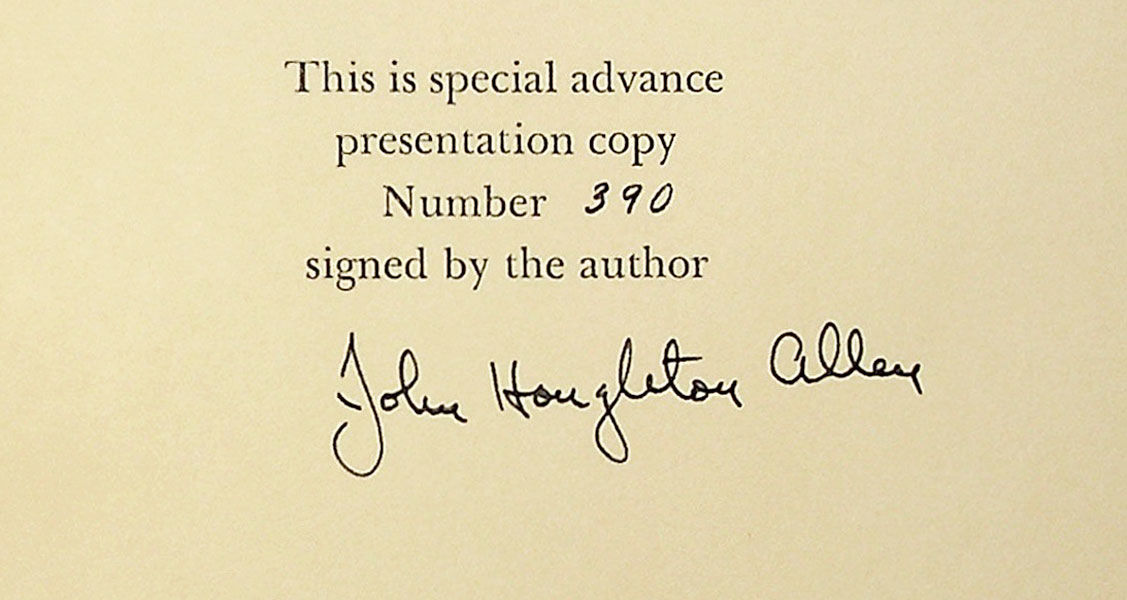 This is special advance
presentation copy
Number 390
signed by the author
John Houghton Allen